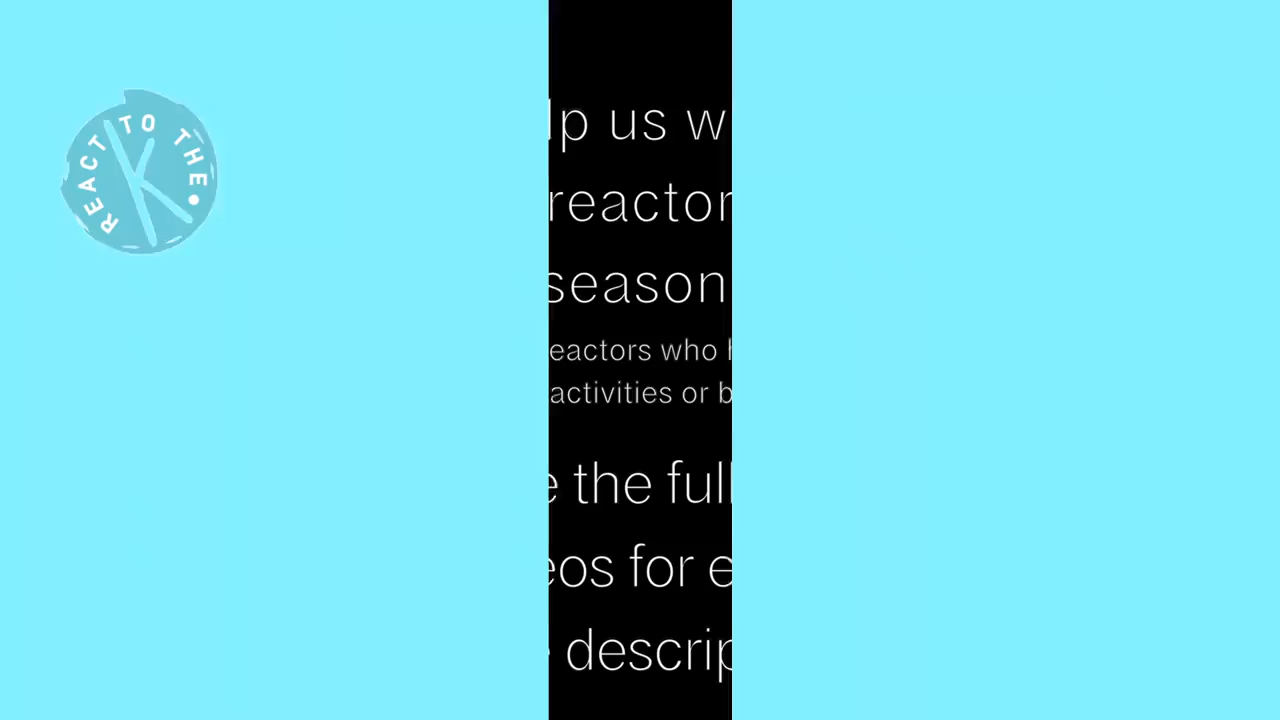 REACT TO THE K
lp us w
reactor
season
eactors who h
activities or b
e the full
eos for e
e descrip